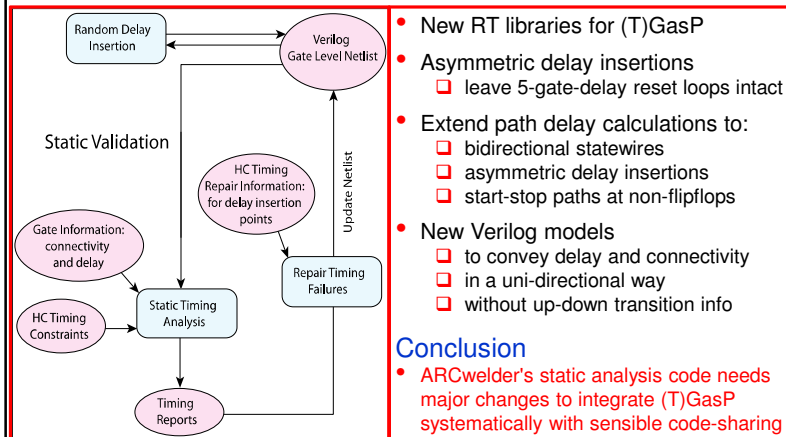 Random Delay
Insertion
Verilog
Gate Level Netlist
Static Validation
HC Timing
Repair Information:
for delay insertion
points
Update Netlist
Gate Information:
connectivity
and delay
Repair Timing
Failures
Static Timing
Analysis
HC Timing
Constraints
Timing
Reports
• New RT libraries for (T)GasP
• Asymmetric delay insertions
❑ leave 5-gate-delay reset loops intact
• Extend path delay calculations to:
❑ bidirectional statewires
❑ asymmetric delay insertions
❑ start-stop paths at non-flipflops
• New Verilog models
❑ to convey delay and connectivity
❑ in a uni-directional way
❑ without up-down transition info
Conclusion
• ARCwelder's static analysis code needs
major changes to integrate (T)GasP
systematically with sensible code-sharing